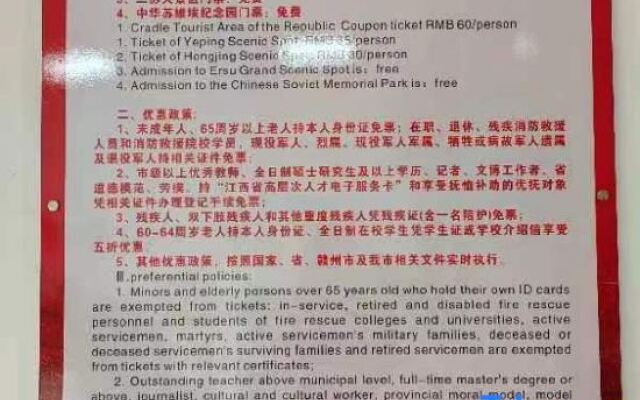 4、中华苏维埃纪念园门票：免费
1. Cradle Tourist Area of the Republic Coupon ticket RMB 60/person
1. Ticket of Yeping Scenic Spot RMB 35/person
2. Ticket of Hongjing Scenic Spot RMB 30/person
3. Admission to Ersu Grand Scenic Spot is: free
4. Admission to the Chinese Soviet Memorial Park is: free
二、优惠政策:
1、未成年人、65周岁以上老人持本人身份证免票；在职、退休、残疾消防救援
人员和消防救援院校学员，现役军人、烈属、现役军人军属、牺牲或病故军人遗属
及退役军人持相关证件免票；
2、市级以上优秀教师、全日制硕士研究生及以上学历、记者、文博工作者、省
道德模范、劳模、持“江西省高层次人才电子服务卡”和享受抚恤补助的优抚对象
凭相关证件办理登记手续免票；
3、残疾人、双下肢残疾人和其他重度残疾人凭残疾证(含一名陪护)免票；
4、60-64周岁老人持本人身份证、全日制在校学生凭学生证或学校介绍信享受
五折优惠
5、其他优惠政策，按照国家、省、赣州市及我市相关文件实时执行。
Ⅲ.preferential policies:
1. Minors and elderly parsons over 65 years old who hold their own ID cards
are exempted from tickets: in-service, retired and disabled fire rescue
personnel and students of fire rescue colleges and universities, active
servicemen, martyrs, active servicemen's military families, deceased or
deceased servicemen's surviving families and retired servicemen are exempted
from tickets with relevant certificates;
2. Outstanding teacher above municipal level, full-time master's degree or
above, journalist, cultural and cultural worker, provincial moral model, model